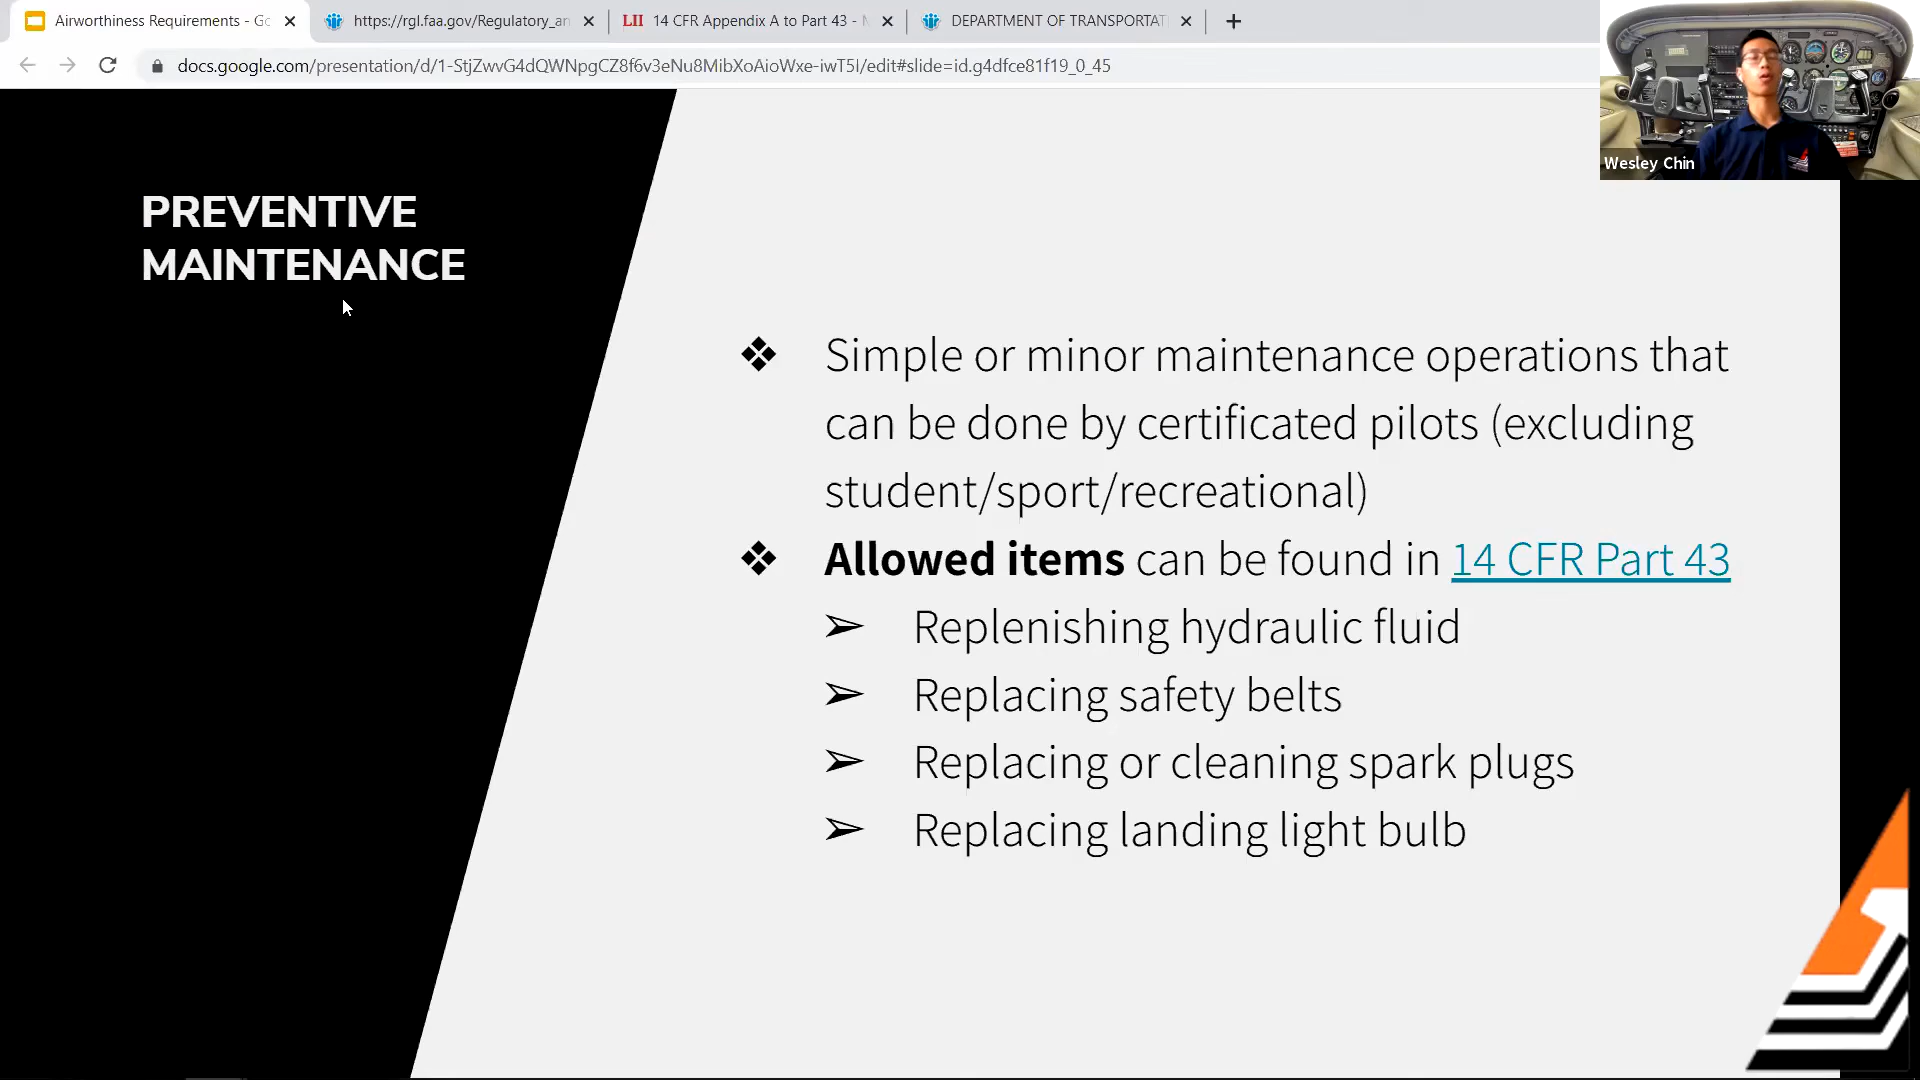 Airworthiness Requirements - Go
https://rgl.faa.gov/Regulatory_an
LII 14 CFR Appendix A to Part 43 - M
DEPARTMENT OF TRANSPORTAT
docs.google.com/presentation/d/1-StjZwvG4dQWNpgCZ8f6v3eNu8MibXoAioWxe-iwT5I/edit#slide=id.g4dfce81f19_0_45
Wesley Chin
PREVENTIVE
MAINTENANCE
❖ Simple or minor maintenance operations that
can be done by certificated pilots (excluding
student/sport/recreational)
❖ Allowed items can be found in 14 CFR Part 43
➢ Replenishing hydraulic fluid
➢ Replacing safety belts
➢ Replacing or cleaning spark plugs
➢ Replacing landing light bulb